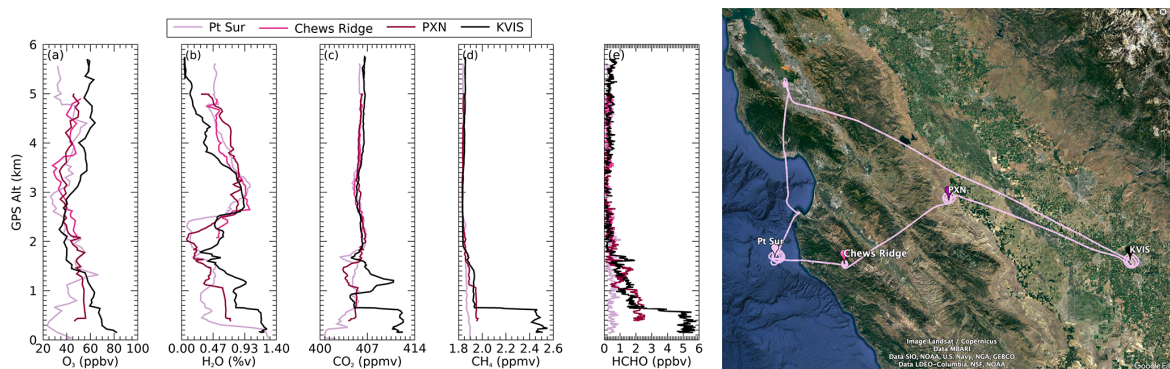 Pt Sur Chews Ridge PXN KVIS
(a) (b) (c) (d) (e)
6
5
4
3
2
1
0
GPS Alt (km)
20 40 60 80 100
O₃ (ppbv)
0.00 0.47 0.93 1.40
H₂O (%v)
400 407 414
CO₂ (ppmv)
1.8 2.0 2.2 2.4 2.6
CH₄ (ppmv)
0 1 2 3 4 5 6
HCHO (ppbv)
PXN
Pt Sur
Chews Ridge
KVIS
Image Landsat / Copernicus
Data MBARI
Data SIO, NOAA, U.S. Navy, NGA, GEBCO
Data LDEO-Columbia, NSF, NOAA